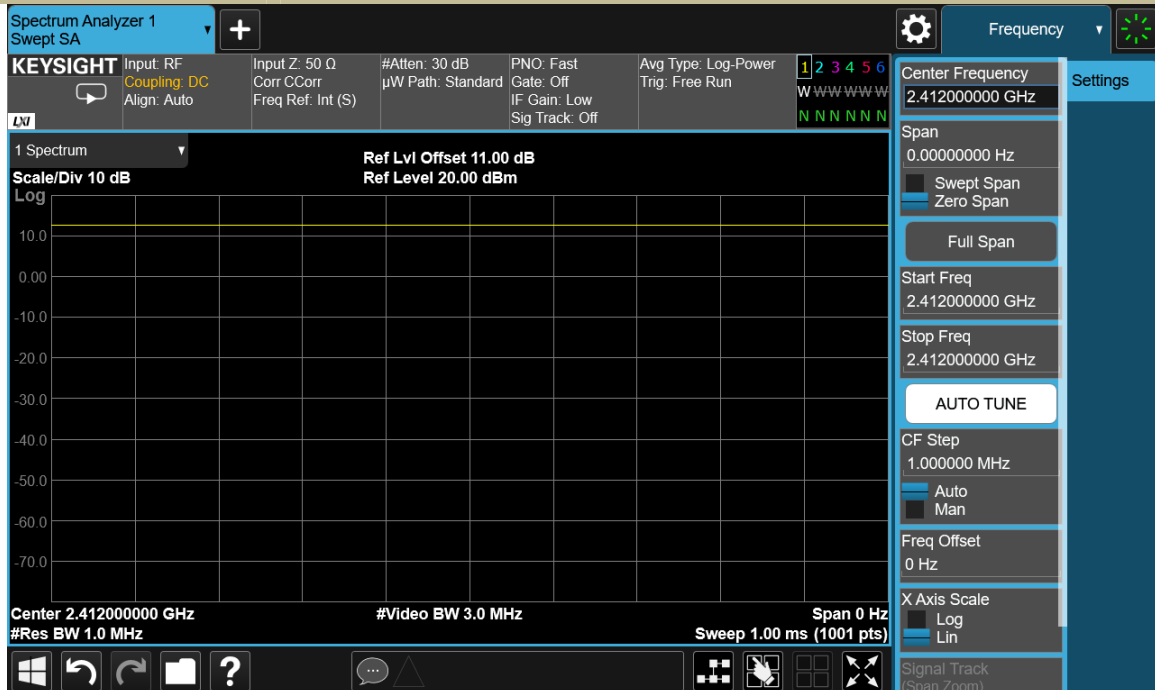 Spectrum Analyzer 1
Swept SA
Frequency
KEYSIGHT
LXI
Input: RF
Coupling: DC
Align: Auto
Input Z: 50 Ω
Corr CCorr
Freq Ref: Int (S)
#Atten: 30 dB
µW Path: Standard
PNO: Fast
Gate: Off
IF Gain: Low
Sig Track: Off
Avg Type: Log-Power
Trig: Free Run
1 2 3 4 5 6
W W W W W W
N N N N N N
1 Spectrum
Scale/Div 10 dB
Ref Lvl Offset 11.00 dB
Ref Level 20.00 dBm
Log
10.0
0.00
-10.0
-20.0
-30.0
-40.0
-50.0
-60.0
-70.0
Center 2.412000000 GHz
#Res BW 1.0 MHz
#Video BW 3.0 MHz
Span 0 Hz
Sweep 1.00 ms (1001 pts)
Center Frequency
2.412000000 GHz
Span
0.00000000 Hz
Swept Span
Zero Span
Full Span
Start Freq
2.412000000 GHz
Stop Freq
2.412000000 GHz
AUTO TUNE
CF Step
1.000000 MHz
Auto
Man
Freq Offset
0 Hz
X Axis Scale
Log
Lin
Signal Track
(Span Zoom)
Settings
?